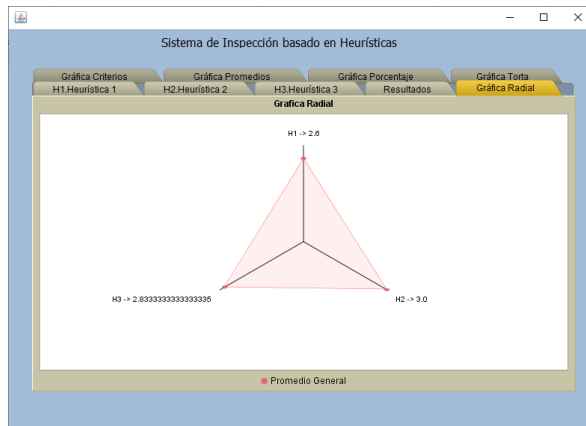 Sistema de Inspección basado en Heurísticas
Gráfica Criterios Gráfica Promedios Gráfica Porcentaje Gráfica Torta
H1.Heurística 1 H2.Heurística 2 H3.Heurística 3 Resultados Gráfica Radial
Grafica Radial
H1 -> 2.6
H3 -> 2.8333333333333336 H2 -> 3.0
Promedio General